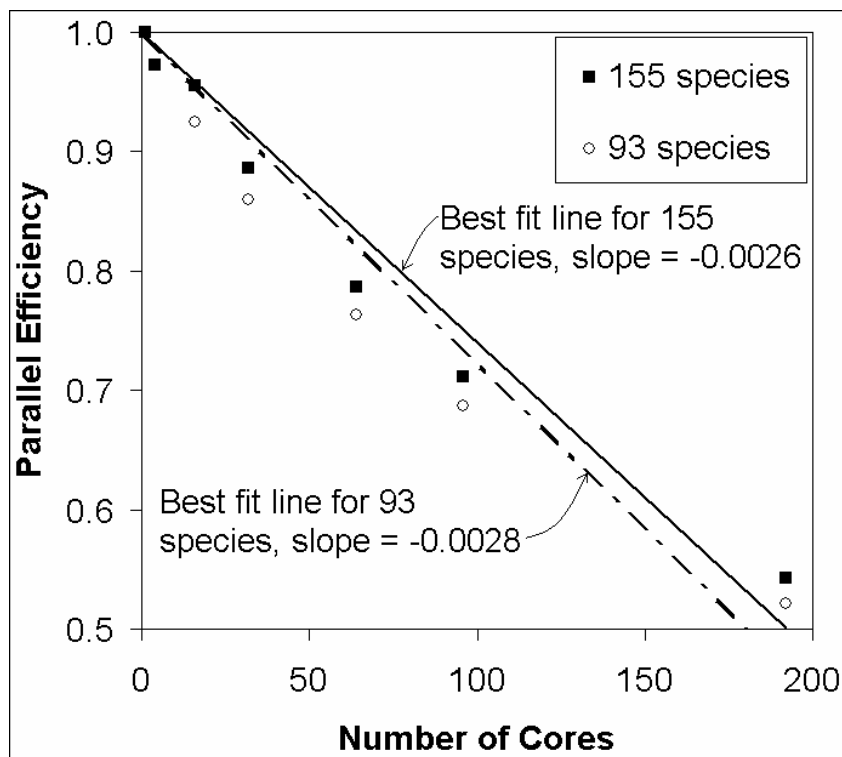 1.0
155 species
93 species
0.9
Best fit line for 155
species, slope = -0.0026
0.8
Parallel Efficiency
0.7
Best fit line for 93
species, slope = -0.0028
0.6
0.5
0
50
100
150
200
Number of Cores